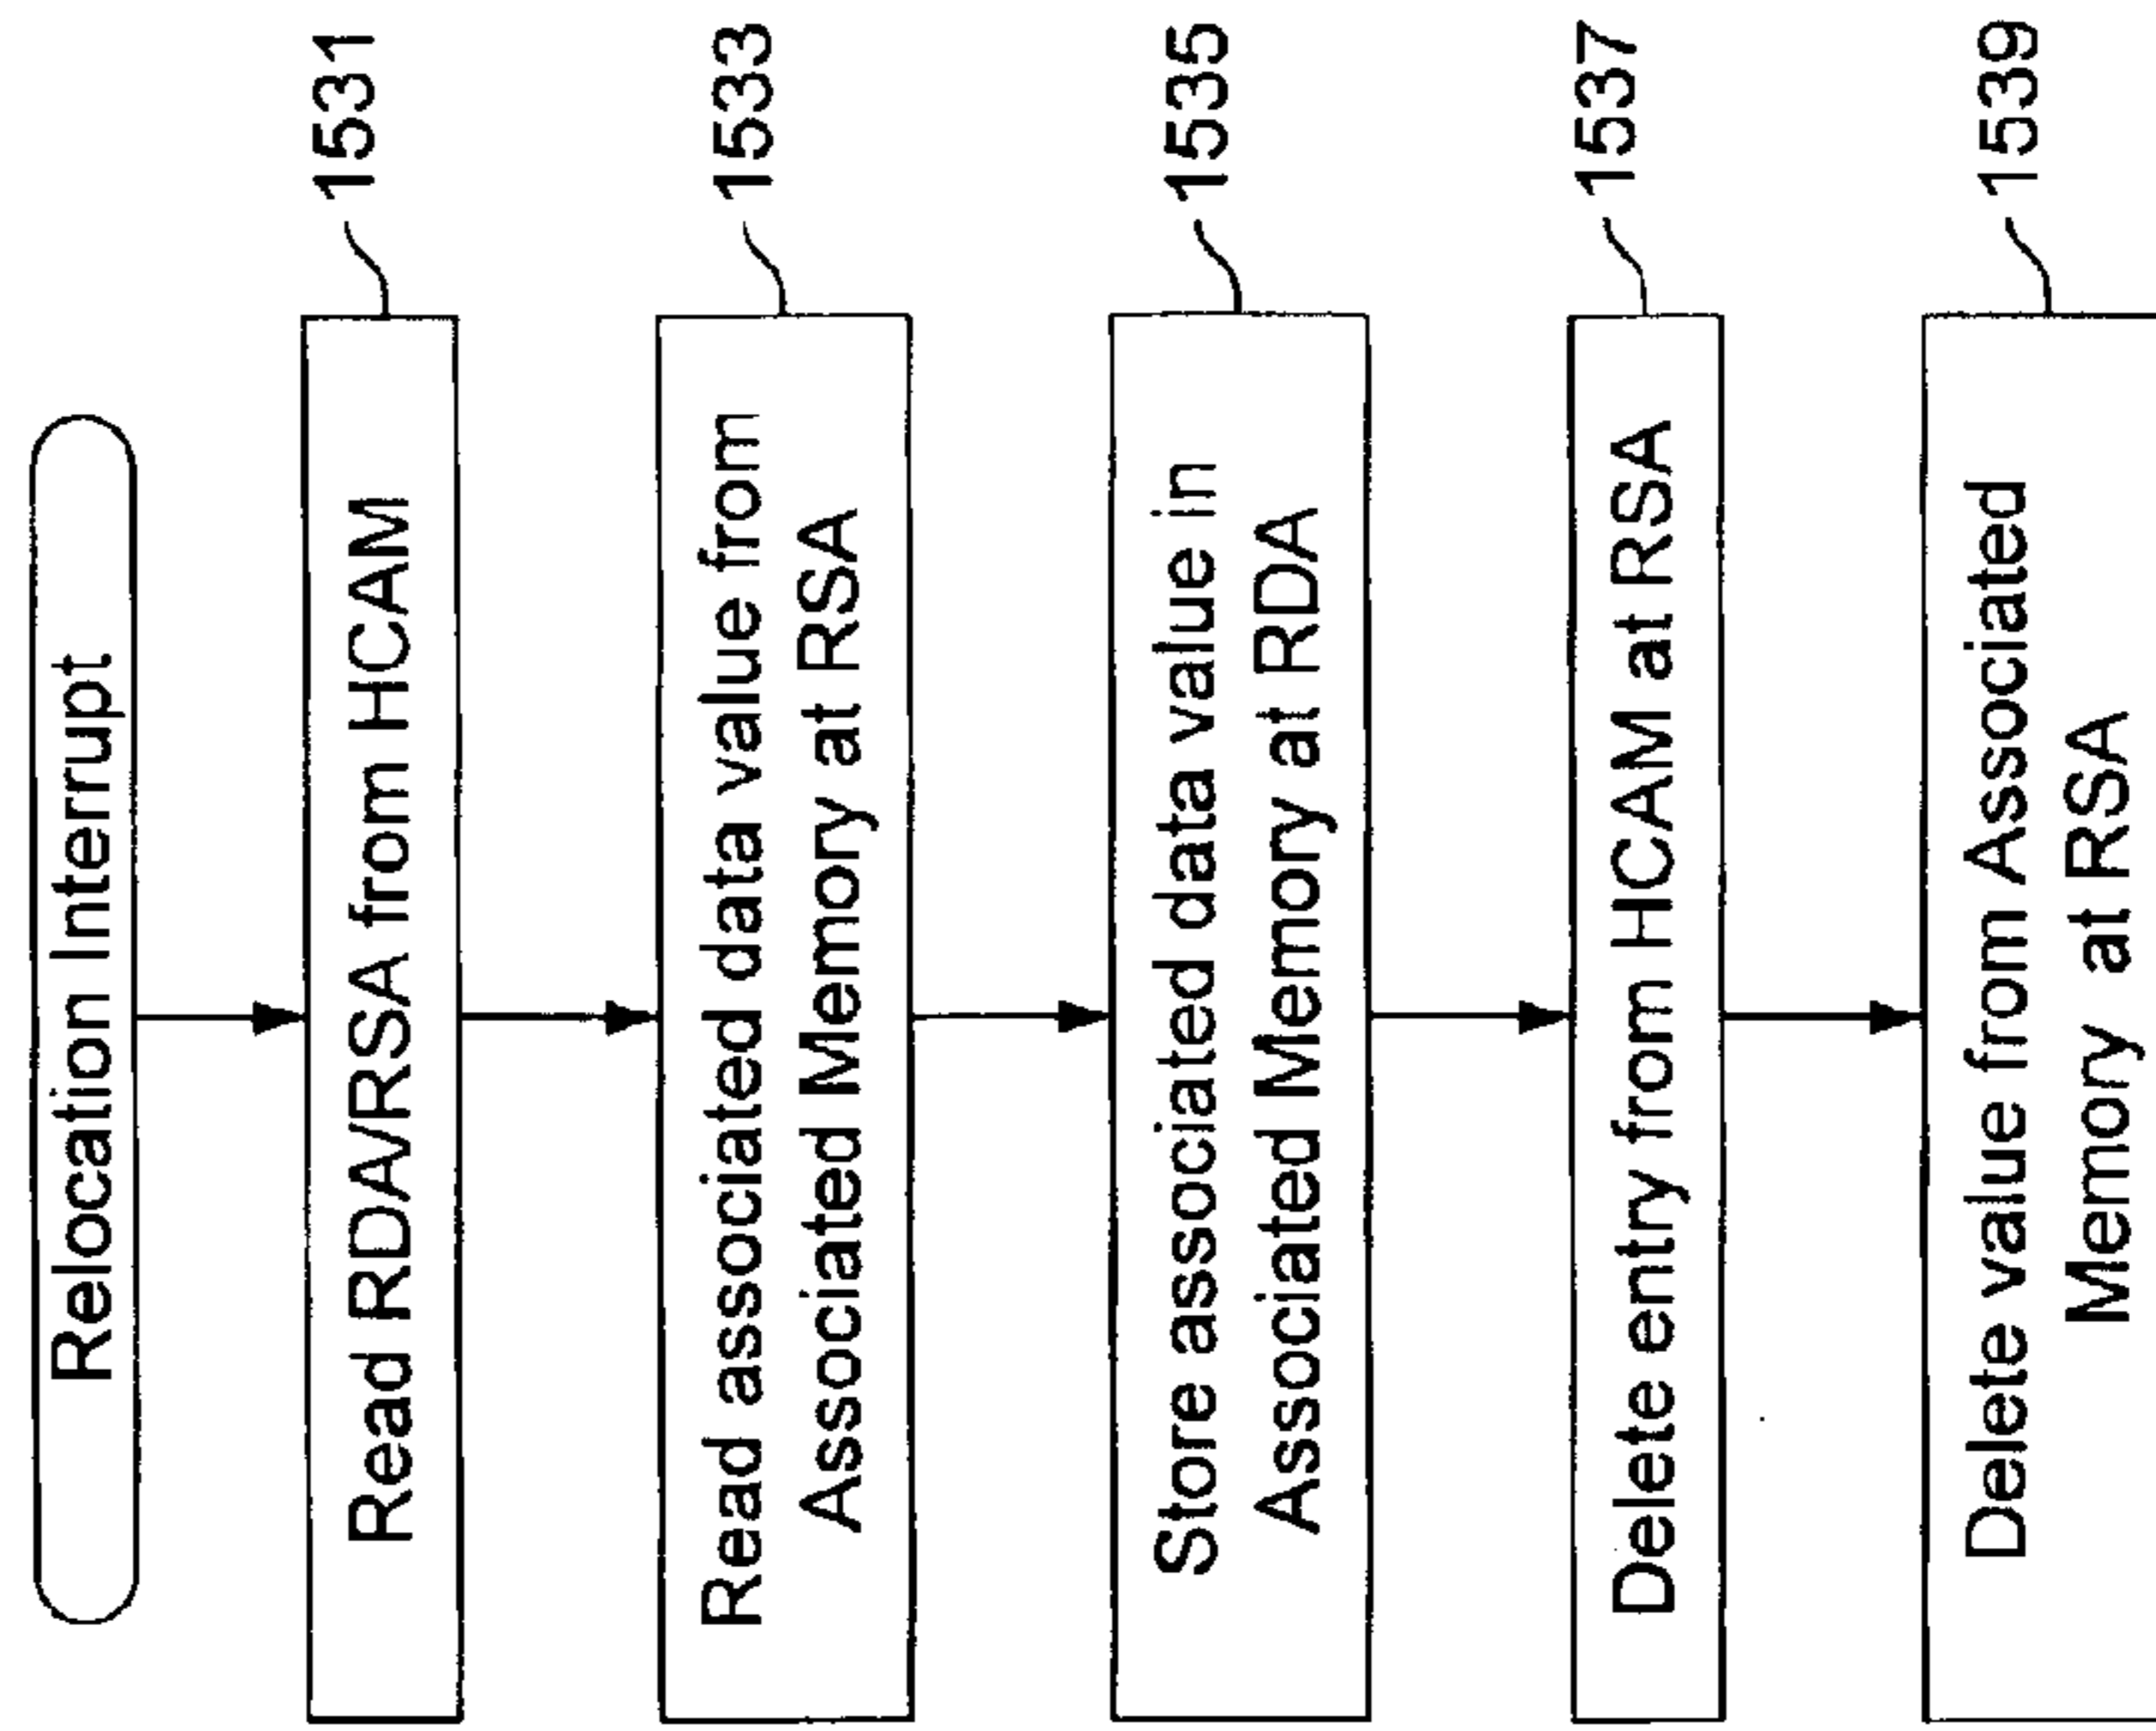 Relocation Interrupt
Read RDA/RSA from HCAM
1531
Read associated data value from
Associated Memory at RSA
1533
Store associated data value in
Associated Memory at RDA
1535
Delete entry from HCAM at RSA
1537
Delete value from Associated
Memory at RSA
1539